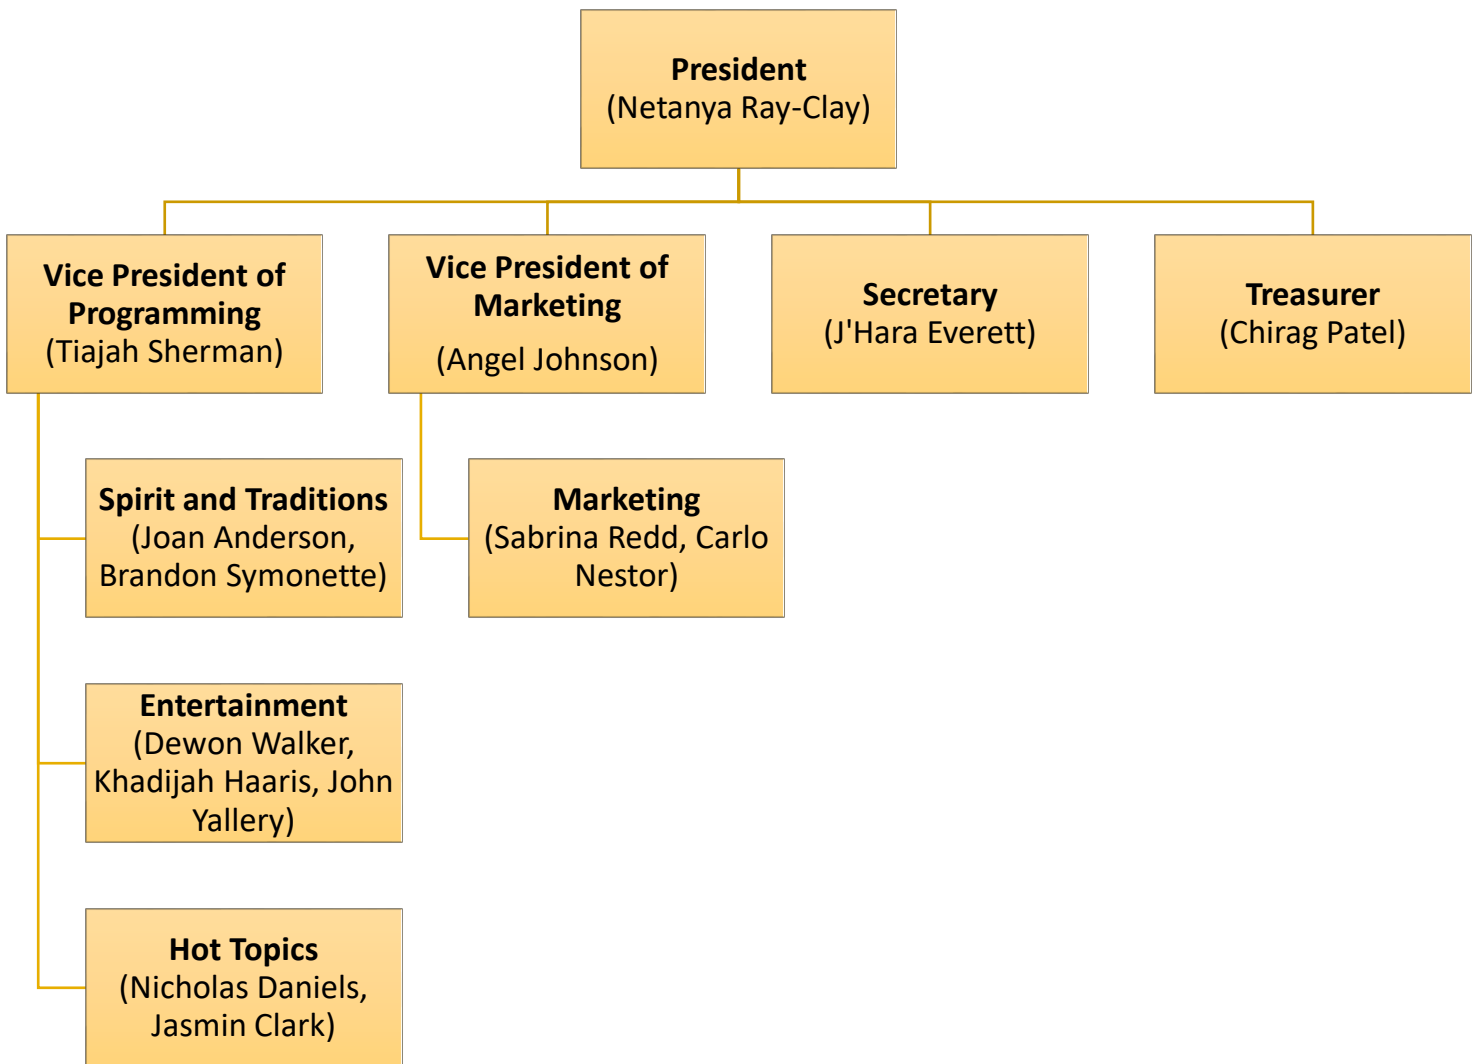 President
(Netanya Ray-Clay)
Vice President of
Programming
(Tiajah Sherman)
Vice President of
Marketing
(Angel Johnson)
Secretary
(J'Hara Everett)
Treasurer
(Chirag Patel)
Spirit and Traditions
(Joan Anderson,
Brandon Symonette)
Marketing
(Sabrina Redd, Carlo
Nestor)
Entertainment
(Dewon Walker,
Khadijah Haaris, John
Yallery)
Hot Topics
(Nicholas Daniels,
Jasmin Clark)